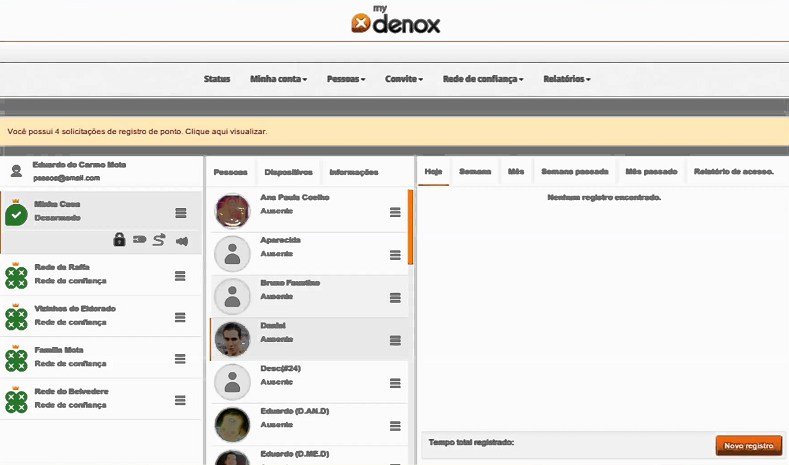 my
denox
Status Minha conta Pessoas Convite Rede de confiança Relatórios
Você possui 4 solicitações de registro de ponto. Clique aqui visualizar.
Eduardo do Carmo Mota
pessoa@email.com
Minha Casa
Desarmado
Rede da Raffa
Rede de confiança
Vizinhos do Eldorado
Rede de confiança
Família Mota
Rede de confiança
Rede do Belvedere
Rede de confiança
Pessoas Dispositivos Informações
Ana Paula Coelho
Ausente
Aparecida
Ausente
Bruno Faustino
Ausente
Daniel
Ausente
Desc(#24)
Ausente
Eduardo (D.AN.D)
Ausente
Eduardo (D.ME.D)
Ausente
Hoje Semana Mês Semana passada Mês passado Relatório de acesso.
Nenhum registro encontrado.
Tempo total registrado:
Novo registro